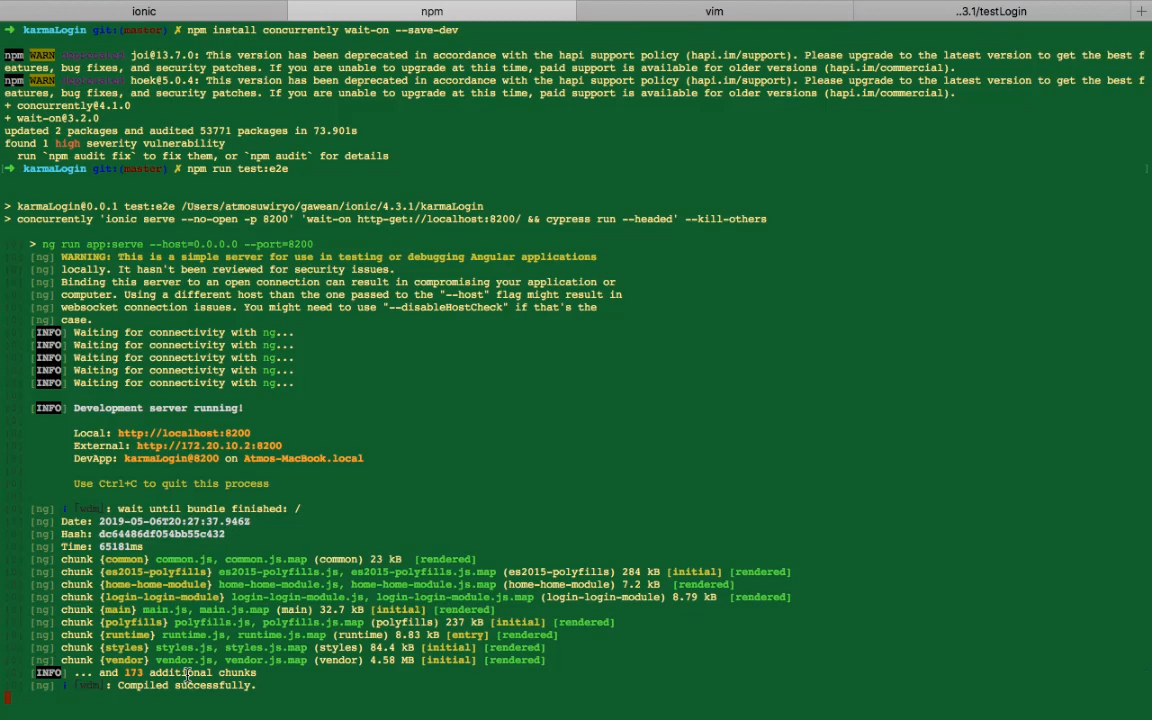 ionic npm vim ..3.1/testLogin +
➜ karmaLogin git:(master) ✗ npm install concurrently wait-on --save-dev
npm WARN deprecated joi@13.7.0: This version has been deprecated in accordance with the hapi support policy (hapi.im/support). Please upgrade to the latest version to get the best f
eatures, bug fixes, and security patches. If you are unable to upgrade at this time, paid support is available for older versions (hapi.im/commercial).
npm WARN deprecated hoek@5.0.4: This version has been deprecated in accordance with the hapi support policy (hapi.im/support). Please upgrade to the latest version to get the best f
eatures, bug fixes, and security patches. If you are unable to upgrade at this time, paid support is available for older versions (hapi.im/commercial).
+ concurrently@4.1.0
+ wait-on@3.2.0
updated 2 packages and audited 53771 packages in 73.901s
found 1 high severity vulnerability
run `npm audit fix` to fix them, or `npm audit` for details
➜ karmaLogin git:(master) ✗ npm run test:e2e
> karmaLogin@0.0.1 test:e2e /Users/atmosuwiryo/gawean/ionic/4.3.1/karmaLogin
> concurrently 'ionic serve --no-open -p 8200' 'wait-on http-get://localhost:8200/ && cypress run --headed' --kill-others
> ng run app:serve --host=0.0.0.0 --port=8200
[ng] WARNING: This is a simple server for use in testing or debugging Angular applications
[ng] locally. It hasn't been reviewed for security issues.
[ng] Binding this server to an open connection can result in compromising your application or
[ng] computer. Using a different host than the one passed to the "--host" flag might result in
[ng] websocket connection issues. You might need to use "--disableHostCheck" if that's the
[ng] case.
[INFO] Waiting for connectivity with ng...
[INFO] Waiting for connectivity with ng...
[INFO] Waiting for connectivity with ng...
[INFO] Waiting for connectivity with ng...
[INFO] Waiting for connectivity with ng...
[INFO] Development server running!
Local: http://localhost:8200
External: http://172.20.10.2:8200
DevApp: karmaLogin@8200 on Atmos-MacBook.local
Use Ctrl+C to quit this process
[ng] ℹ ｢wdm｣: wait until bundle finished: /
[ng] Date: 2019-05-06T20:27:37.946Z
[ng] Hash: dc64486df054bb55c432
[ng] Time: 65181ms
[ng] chunk {common} common.js, common.js.map (common) 23 kB [rendered]
[ng] chunk {es2015-polyfills} es2015-polyfills.js, es2015-polyfills.js.map (es2015-polyfills) 284 kB [initial] [rendered]
[ng] chunk {home-home-module} home-home-module.js, home-home-module.js.map (home-home-module) 7.2 kB [rendered]
[ng] chunk {login-login-module} login-login-module.js, login-login-module.js.map (login-login-module) 8.79 kB [rendered]
[ng] chunk {main} main.js, main.js.map (main) 32.7 kB [initial] [rendered]
[ng] chunk {polyfills} polyfills.js, polyfills.js.map (polyfills) 237 kB [initial] [rendered]
[ng] chunk {runtime} runtime.js, runtime.js.map (runtime) 8.83 kB [entry] [rendered]
[ng] chunk {styles} styles.js, styles.js.map (styles) 84.4 kB [initial] [rendered]
[ng] chunk {vendor} vendor.js, vendor.js.map (vendor) 4.58 MB [initial] [rendered]
[INFO] ... and 173 additional chunks
[ng] ℹ ｢wdm｣: Compiled successfully.